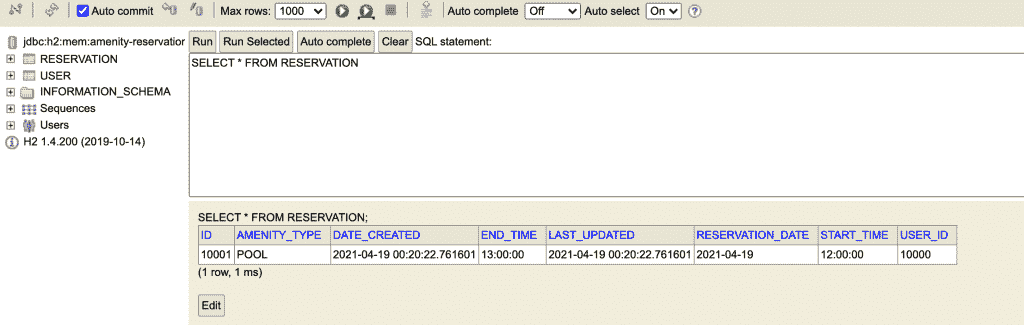 Auto commit Max rows: 1000 Auto complete Off Auto select On ?
jdbc:h2:mem:amenity-reservation
RESERVATION
USER
INFORMATION_SCHEMA
Sequences
Users
H2 1.4.200 (2019-10-14)
Run Run Selected Auto complete Clear SQL statement:
SELECT * FROM RESERVATION
SELECT * FROM RESERVATION;
ID AMENITY_TYPE DATE_CREATED END_TIME LAST_UPDATED RESERVATION_DATE START_TIME USER_ID
10001 POOL 2021-04-19 00:20:22.761601 13:00:00 2021-04-19 00:20:22.761601 2021-04-19 12:00:00 10000
(1 row, 1 ms)
Edit